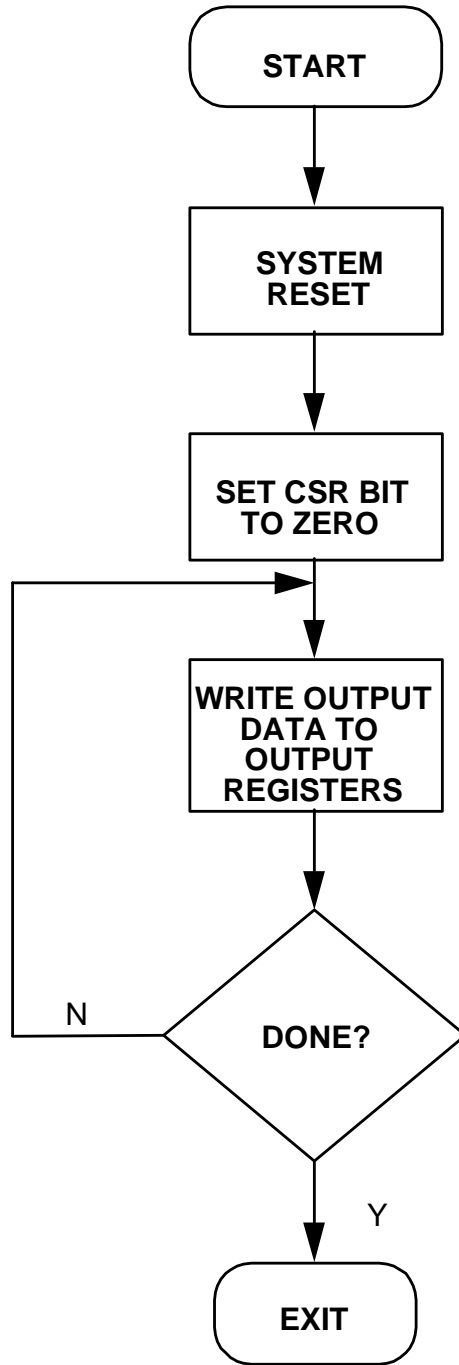 START
SYSTEM
RESET
SET CSR BIT
TO ZERO
WRITE OUTPUT
DATA TO
OUTPUT
REGISTERS
N
DONE?
Y
EXIT